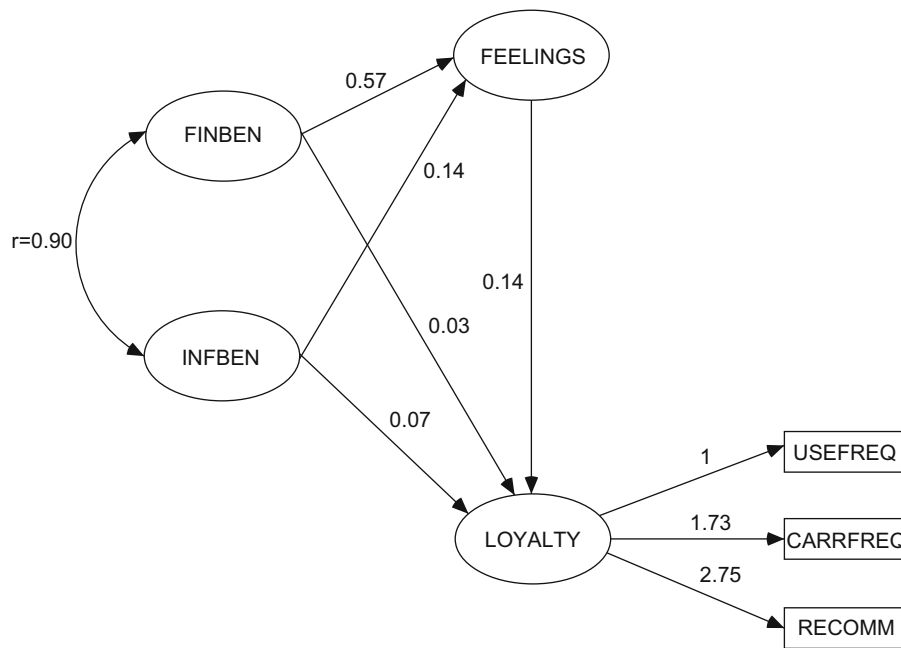 FEELINGS
0.57
FINBEN
0.14
r=0.90
0.14
0.03
INFBEN
0.07
USEFREQ
1
1.73
LOYALTY
CARRFREQ
2.75
RECOMM